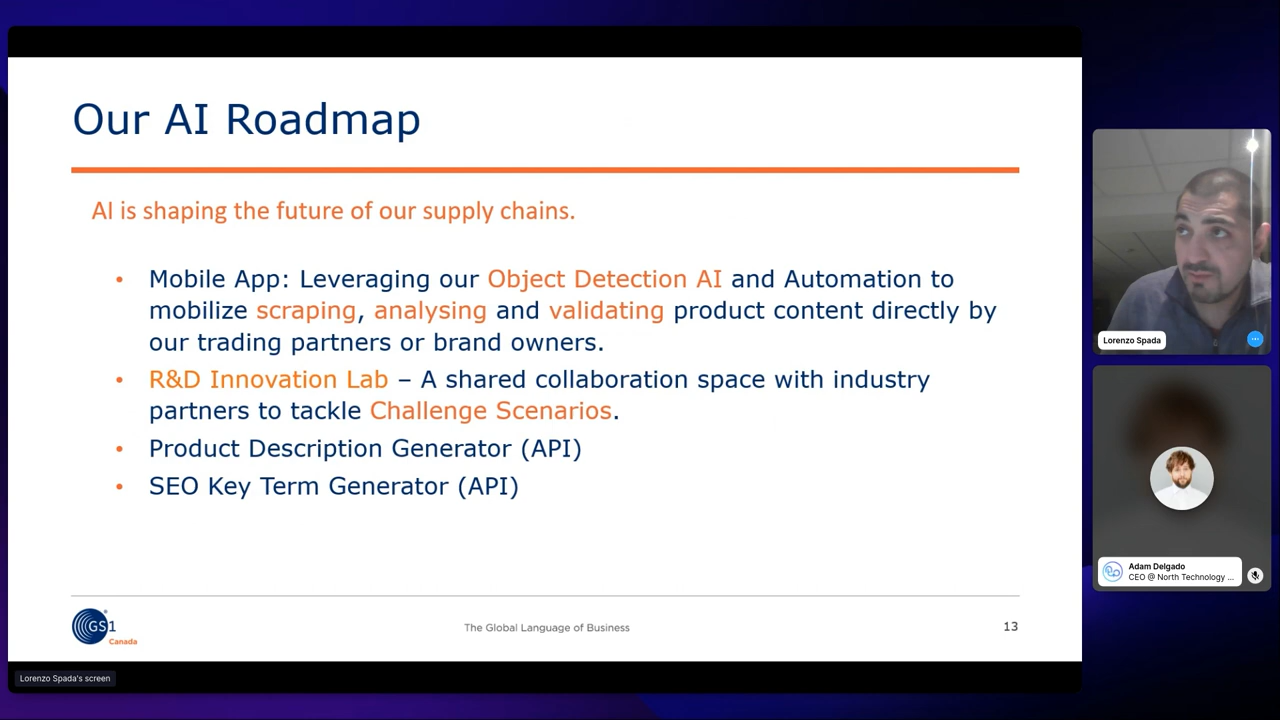 Our AI Roadmap
AI is shaping the future of our supply chains.
• Mobile App: Leveraging our Object Detection AI and Automation to
mobilize scraping, analysing and validating product content directly by
our trading partners or brand owners.
• R&D Innovation Lab – A shared collaboration space with industry
partners to tackle Challenge Scenarios.
• Product Description Generator (API)
• SEO Key Term Generator (API)
GS1
Canada
The Global Language of Business
13
Lorenzo Spada's screen
Lorenzo Spada
Adam Delgado
CEO @ North Technology ...